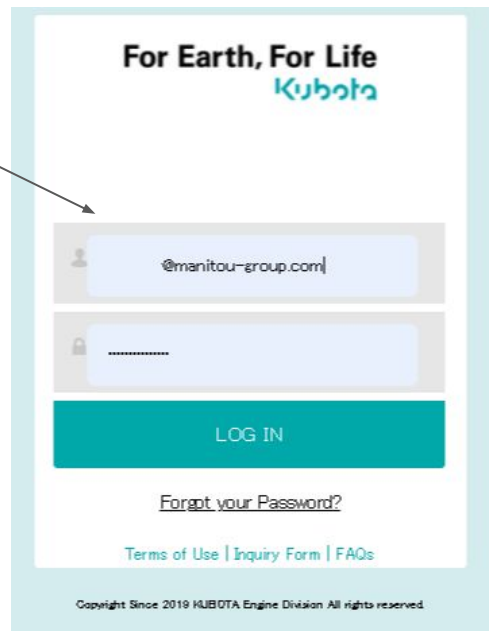 For Earth, For Life
Kubota
@manitou-group.com
LOG IN
Forgot your Password?
Terms of Use | Inquiry Form | FAQs
Copyright Since 2019 KUBOTA Engine Division All rights reserved.